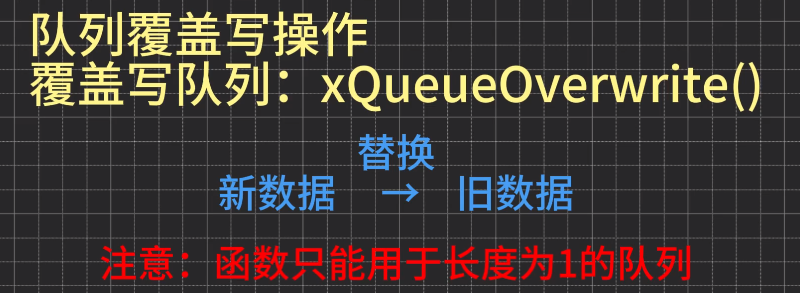 队列覆盖写操作
覆盖写队列：xQueueOverwrite()
替换
新数据 → 旧数据
注意：函数只能用于长度为1的队列